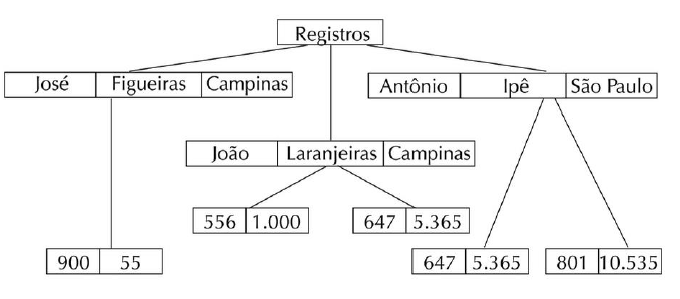 Registros
José Figueiras Campinas
Antônio Ipê São Paulo
João Laranjeiras Campinas
556 1.000
647 5.365
900 55
647 5.365
801 10.535